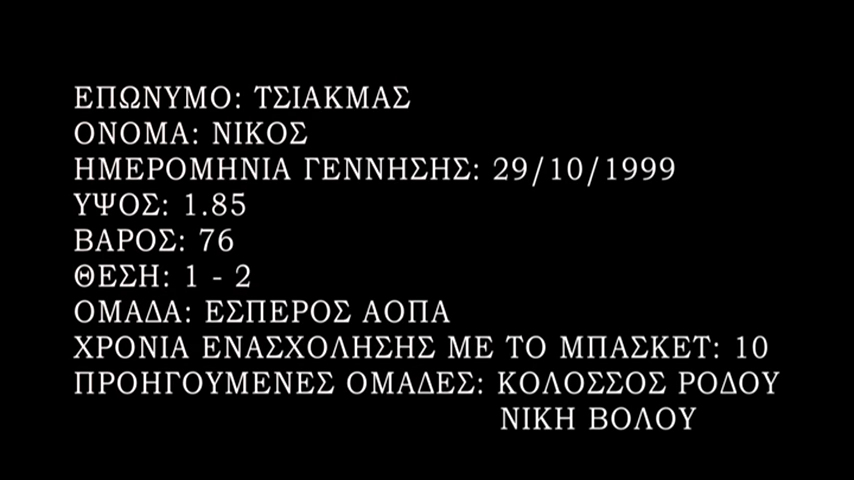 ΕΠΩΝΥΜΟ: ΤΣΙΑΚΜΑΣ
ΟΝΟΜΑ: ΝΙΚΟΣ
ΗΜΕΡΟΜΗΝΙΑ ΓΕΝΝΗΣΗΣ: 29/10/1999
ΥΨΟΣ: 1.85
ΒΑΡΟΣ: 76
ΘΕΣΗ: 1 - 2
ΟΜΑΔΑ: ΕΣΠΕΡΟΣ ΑΟΠΑ
ΧΡΟΝΙΑ ΕΝΑΣΧΟΛΗΣΗΣ ΜΕ ΤΟ ΜΠΑΣΚΕΤ: 10
ΠΡΟΗΓΟΥΜΕΝΕΣ ΟΜΑΔΕΣ: ΚΟΛΟΣΣΟΣ ΡΟΔΟΥ
ΝΙΚΗ ΒΟΛΟΥ